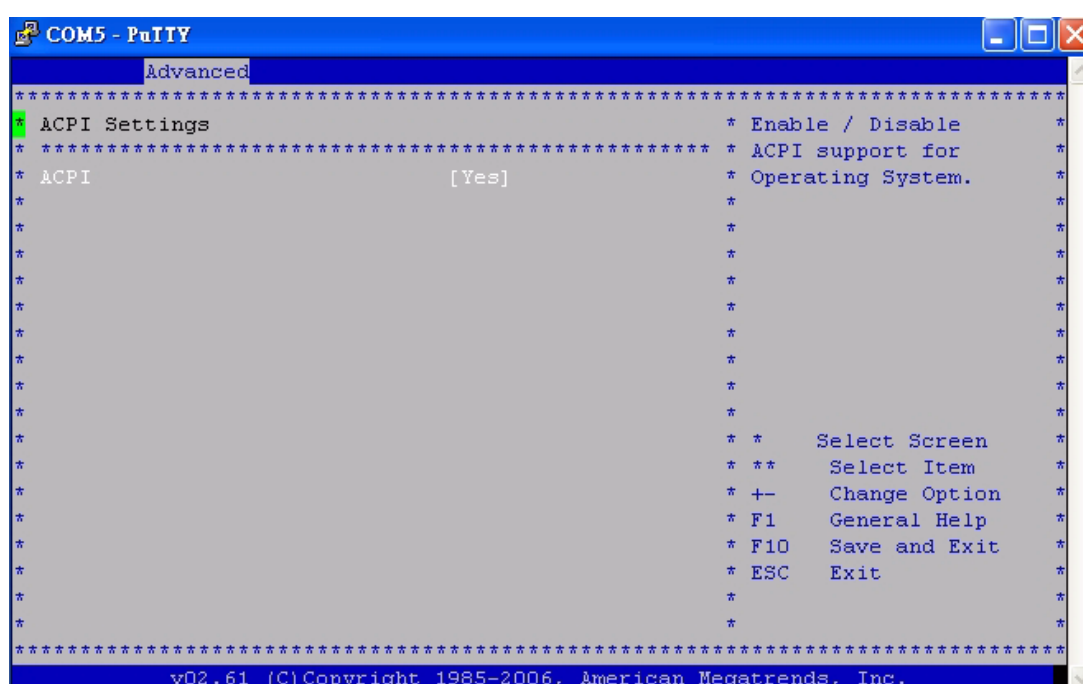 COM5 - PuTTY
Advanced
********************************************************************************
* ACPI Settings * Enable / Disable *
* *************************************************** * ACPI support for *
* ACPI [Yes] * Operating System. *
* * *
* * *
* * *
* * *
* * *
* * *
* * *
* * *
* * *
* * * Select Screen *
* * ** Select Item *
* * +- Change Option *
* * F1 General Help *
* * F10 Save and Exit *
* * ESC Exit *
* * *
* * *
********************************************************************************
v02.61 (C)Copyright 1985-2006, American Megatrends, Inc.